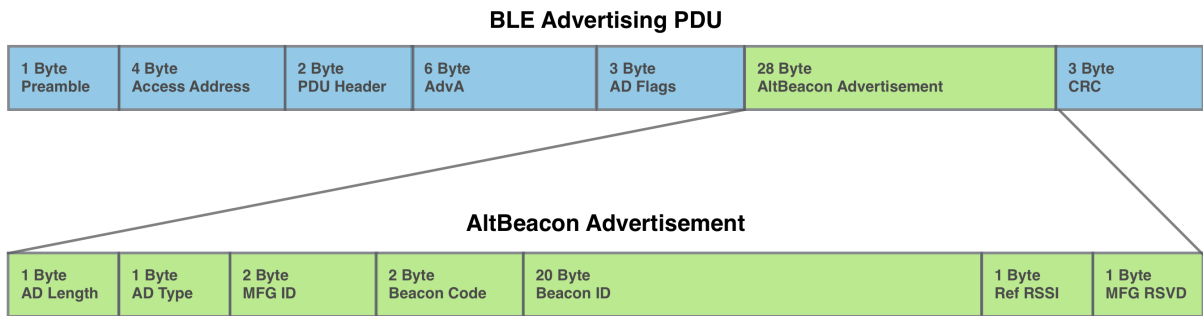 BLE Advertising PDU
1 Byte
Preamble
4 Byte
Access Address
2 Byte
PDU Header
6 Byte
AdvA
3 Byte
AD Flags
28 Byte
AltBeacon Advertisement
3 Byte
CRC
AltBeacon Advertisement
1 Byte
AD Length
1 Byte
AD Type
2 Byte
MFG ID
2 Byte
Beacon Code
20 Byte
Beacon ID
1 Byte
Ref RSSI
1 Byte
MFG RSVD